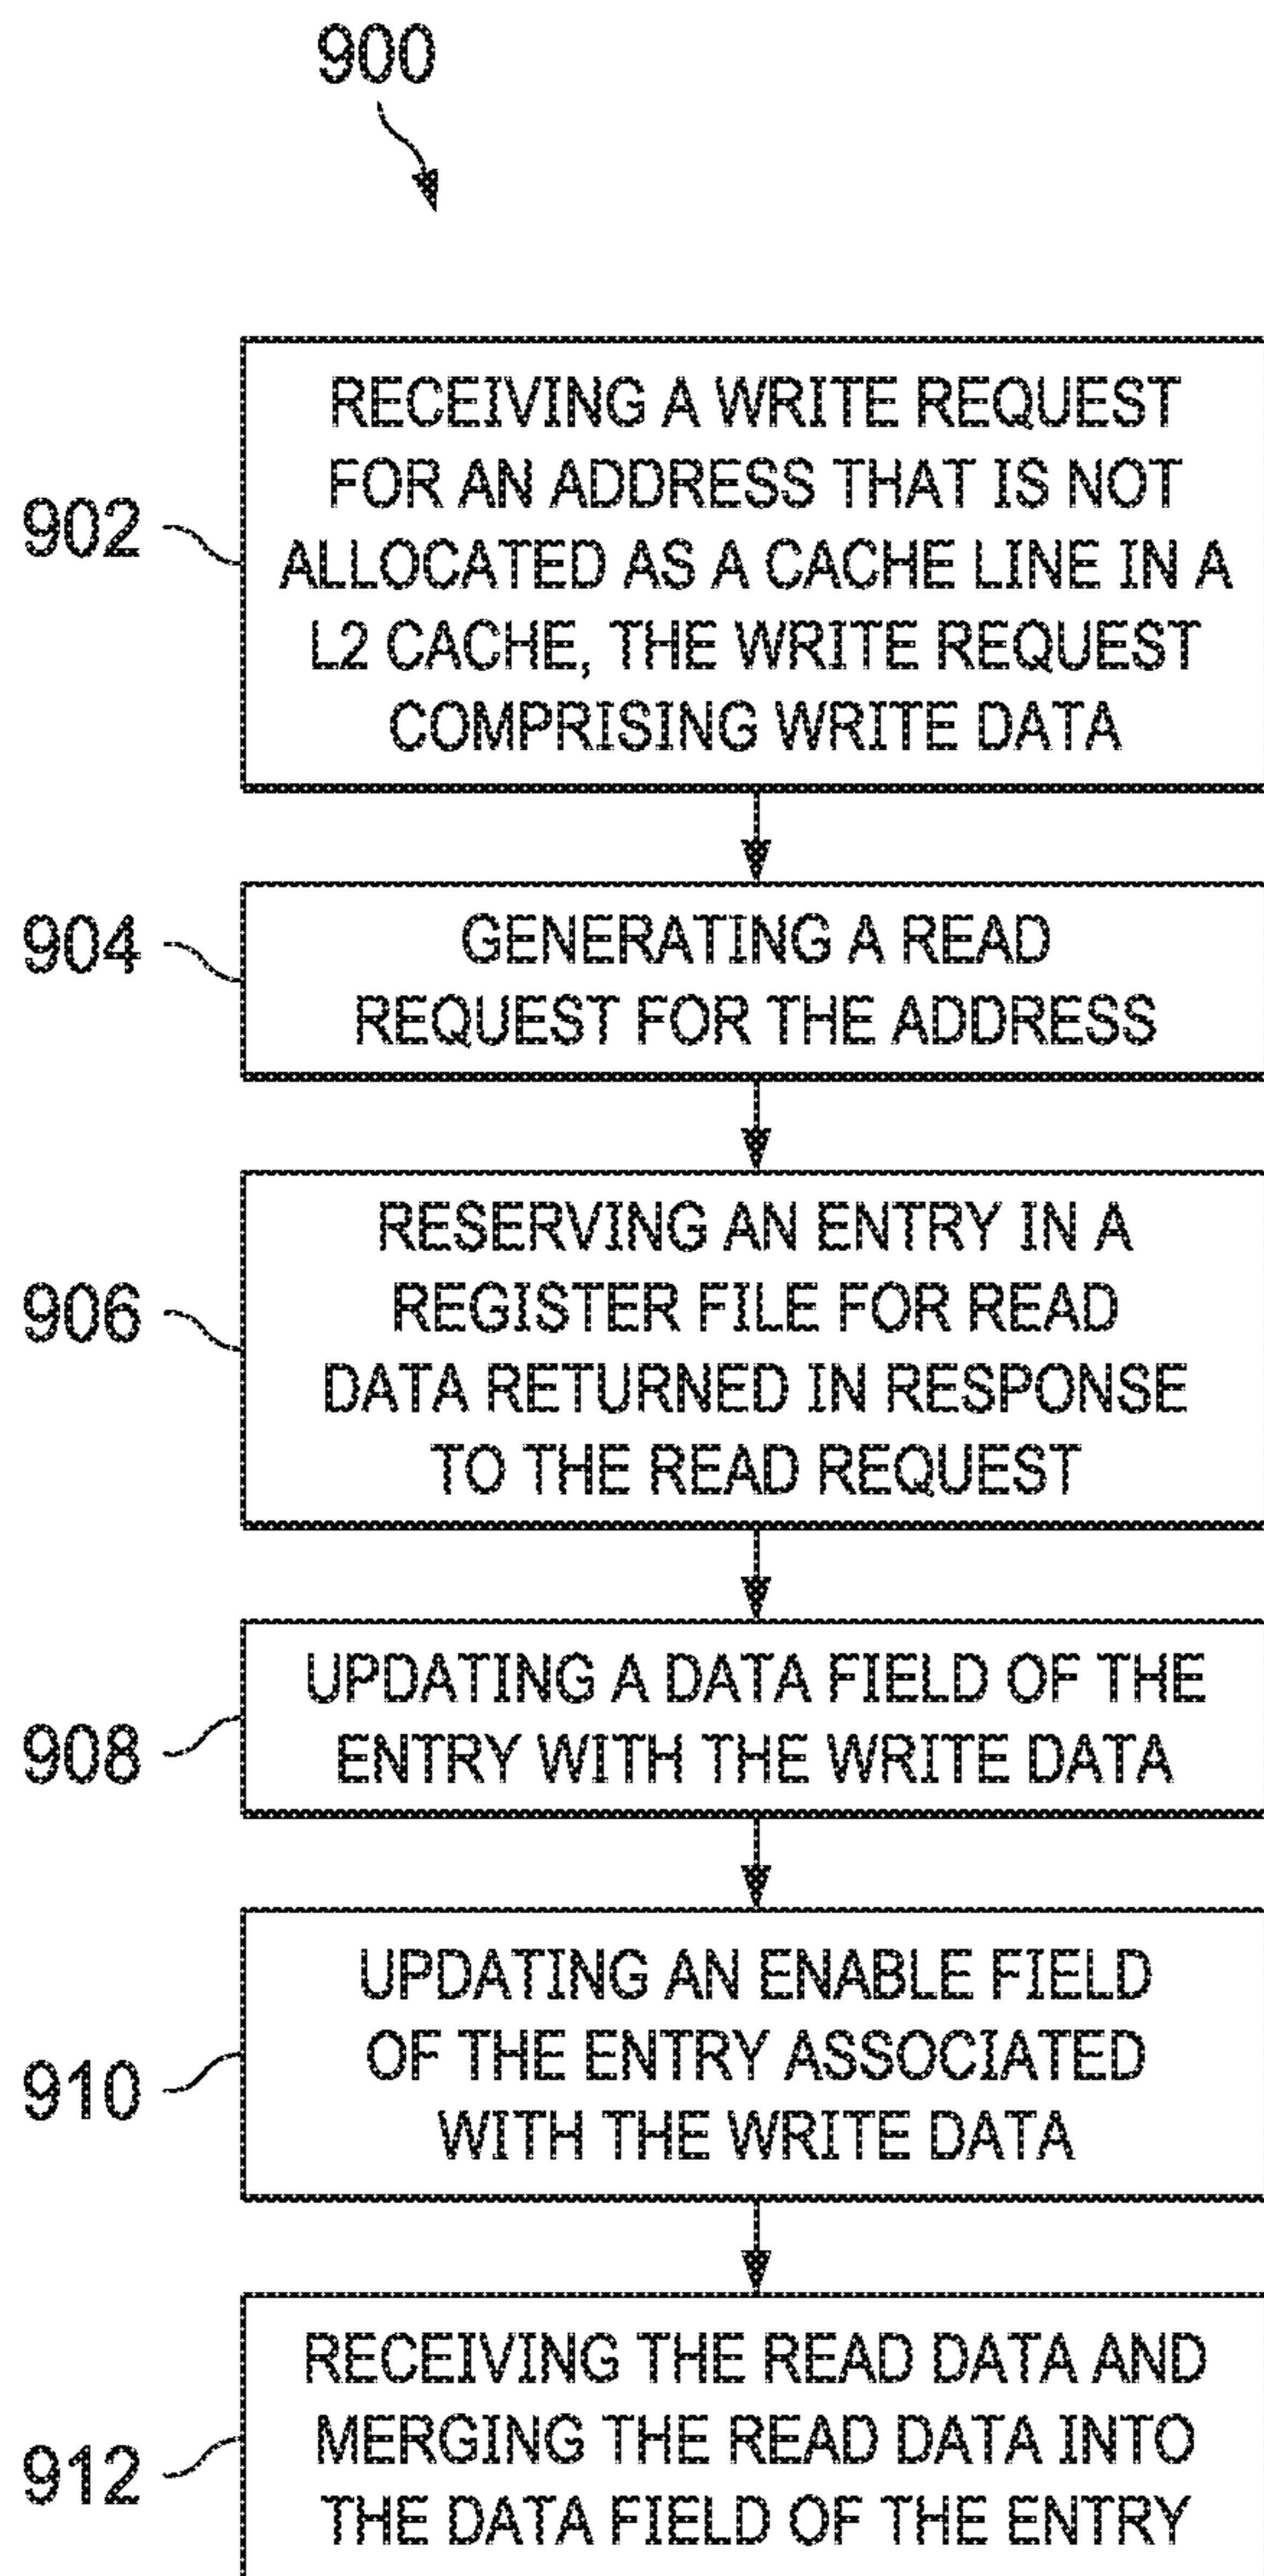 900
902
RECEIVING A WRITE REQUEST
FOR AN ADDRESS THAT IS NOT
ALLOCATED AS A CACHE LINE IN A
L2 CACHE, THE WRITE REQUEST
COMPRISING WRITE DATA
904
GENERATING A READ
REQUEST FOR THE ADDRESS
906
RESERVING AN ENTRY IN A
REGISTER FILE FOR READ
DATA RETURNED IN RESPONSE
TO THE READ REQUEST
908
UPDATING A DATA FIELD OF THE
ENTRY WITH THE WRITE DATA
910
UPDATING AN ENABLE FIELD
OF THE ENTRY ASSOCIATED
WITH THE WRITE DATA
912
RECEIVING THE READ DATA AND
MERGING THE READ DATA INTO
THE DATA FIELD OF THE ENTRY